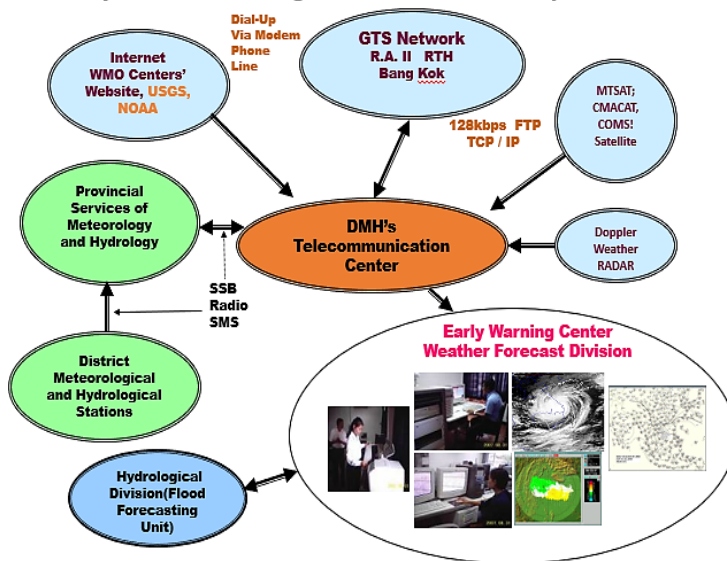 Dial-Up
Via Modem
Phone
Line
Internet
WMO Centers'
Website, USGS,
NOAA
GTS Network
R.A. II RTH
Bang Kok
128kbps FTP
TCP / IP
MTSAT;
CMACAT,
COMS!
Satellite
Provincial
Services of
Meteorology
and Hydrology
DMH's
Telecommunication
Center
Doppler
Weather
RADAR
SSB
Radio
SMS
District
Meteorological
and Hydrological
Stations
Early Warning Center
Weather Forecast Division
Hydrological
Division(Flood
Forecasting
Unit)